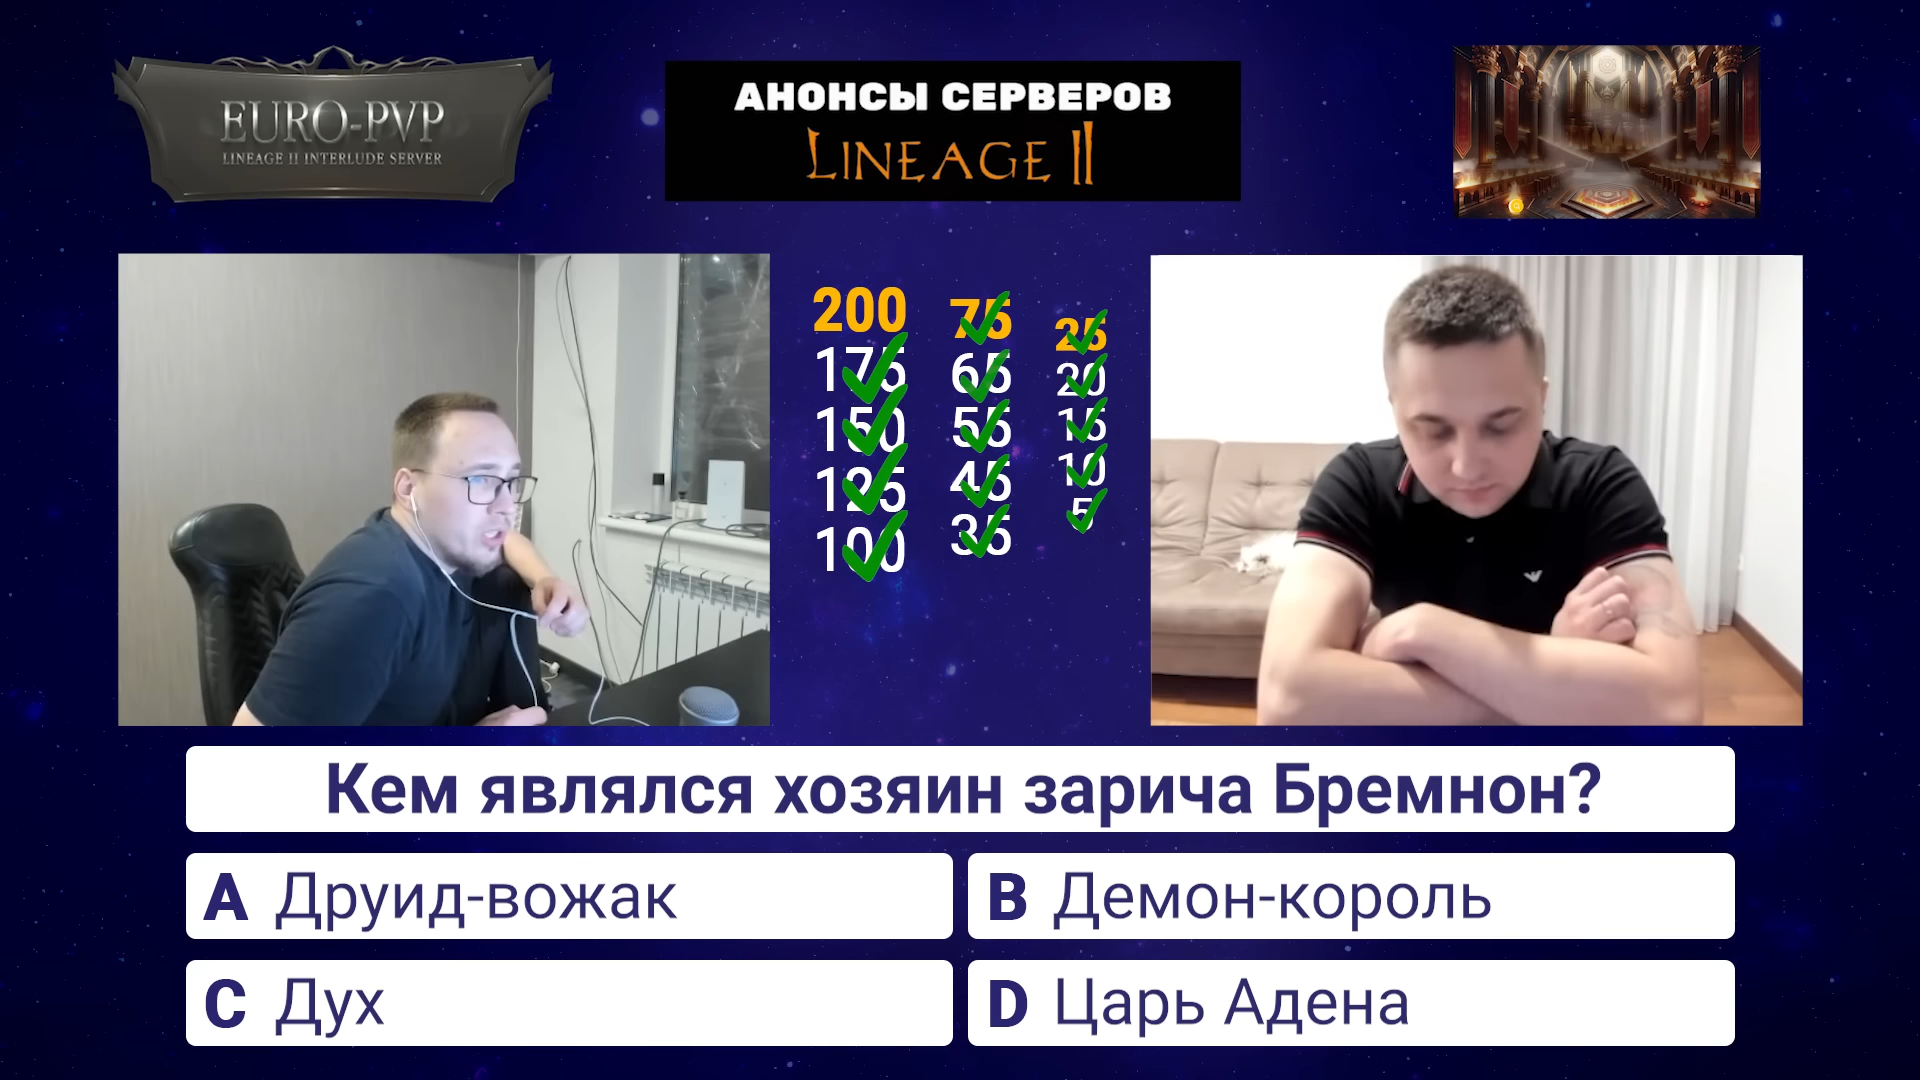 EURO-PVP
LINEAGE II INTERLUDE SERVER
АНОНСЫ СЕРВЕРОВ
LINEAGE II
200 75 25
175 65 20
150 55 15
125 45 10
100 35 5
Кем являлся хозяин зарича Бремнон?
A Друид-вожак
B Демон-король
C Дух
D Царь Адена